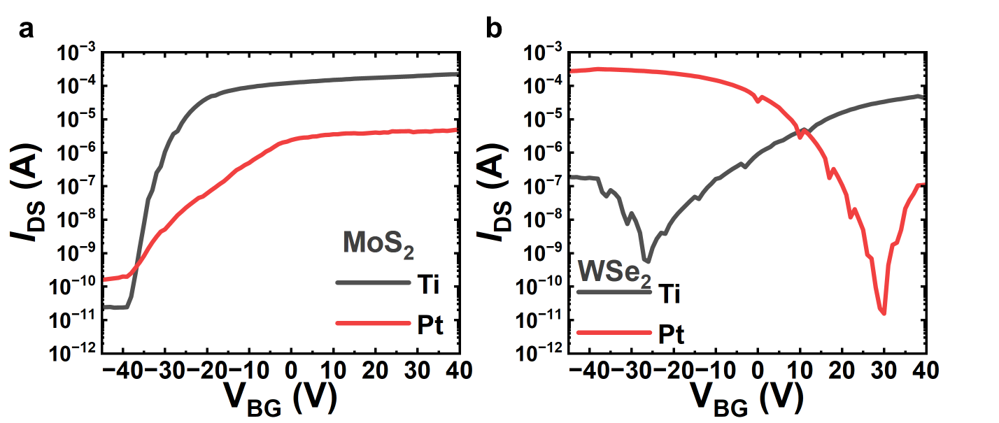 a
10⁻³
10⁻⁴
10⁻⁵
10⁻⁶
10⁻⁷
10⁻⁸
10⁻⁹
10⁻¹⁰
10⁻¹¹
10⁻¹²
I_DS (A)
MoS₂
Ti
Pt
−40 −30 −20 −10 0 10 20 30 40
V_BG (V)
b
10⁻³
10⁻⁴
10⁻⁵
10⁻⁶
10⁻⁷
10⁻⁸
10⁻⁹
10⁻¹⁰
10⁻¹¹
10⁻¹²
I_DS (A)
WSe₂
Ti
Pt
−40 −30 −20 −10 0 10 20 30 40
V_BG (V)